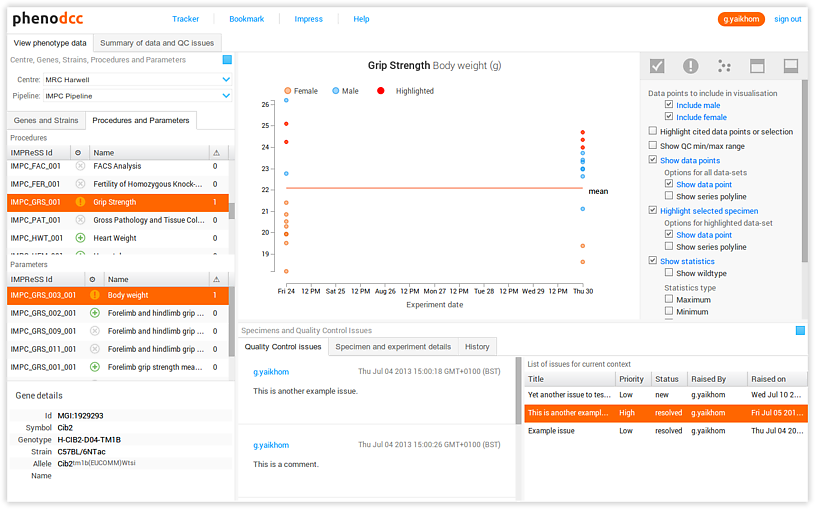 phenodcc
Tracker Bookmark Impress Help
g.yaikhom sign out
View phenotype data Summary of data and QC issues
Centre, Genes, Strains, Procedures and Parameters
Centre: MRC Harwell
Pipeline: IMPC Pipeline
Genes and Strains Procedures and Parameters
Procedures
IMPReSS Id Name
IMPC_FAC_001 FACS Analysis 0
IMPC_FER_001 Fertility of Homozygous Knock-... 0
IMPC_GRS_001 Grip Strength 1
IMPC_PAT_001 Gross Pathology and Tissue Col... 0
IMPC_HWT_001 Heart Weight 0
Parameters
IMPReSS Id Name
IMPC_GRS_003_001 Body weight 1
IMPC_GRS_002_001 Forelimb and hindlimb grip ... 0
IMPC_GRS_009_001 Forelimb and hindlimb grip ... 0
IMPC_GRS_011_001 Forelimb and hindlimb grip ... 0
IMPC_GRS_001_001 Forelimb grip strength mea... 0
Gene details
Id MGI:1929293
Symbol Cib2
Genotype H-CIB2-D04-TM1B
Strain C57BL/6NTac
Allele Cib2tm1b(EUCOMM)Wtsi
Name
Grip Strength Body weight (g)
Female Male Highlighted
26
25
24
23
22
21
20
19
mean
Fri 24 12 PM Sat 25 12 PM Apr 26 12 PM Mon 27 12 PM Tue 28 12 PM Wed 29 12 PM Thu 30
Experiment date
Data points to include in visualisation
Include male
Include female
Highlight cited data points or selection
Show QC min/max range
Show data points
Options for all data-sets
Show data point
Show series polyline
Highlight selected specimen
Options for highlighted data-set
Show data point
Show series polyline
Show statistics
Show wildtype
Statistics type
Maximum
Minimum
Specimens and Quality Control Issues
Quality Control issues Specimen and experiment details History
g.yaikhom Thu Jul 04 2013 15:00:18 GMT+0100 (BST)
This is another example issue.
g.yaikhom Thu Jul 04 2013 15:00:26 GMT+0100 (BST)
This is a comment.
List of issues for current context
Title Priority Status Raised By Raised on
Yet another issue to tes... Low new g.yaikhom Wed Jul 10 2...
This is another exampl... High resolved g.yaikhom Fri Jul 05 201...
Example issue Low resolved g.yaikhom Thu Jul 04 20...